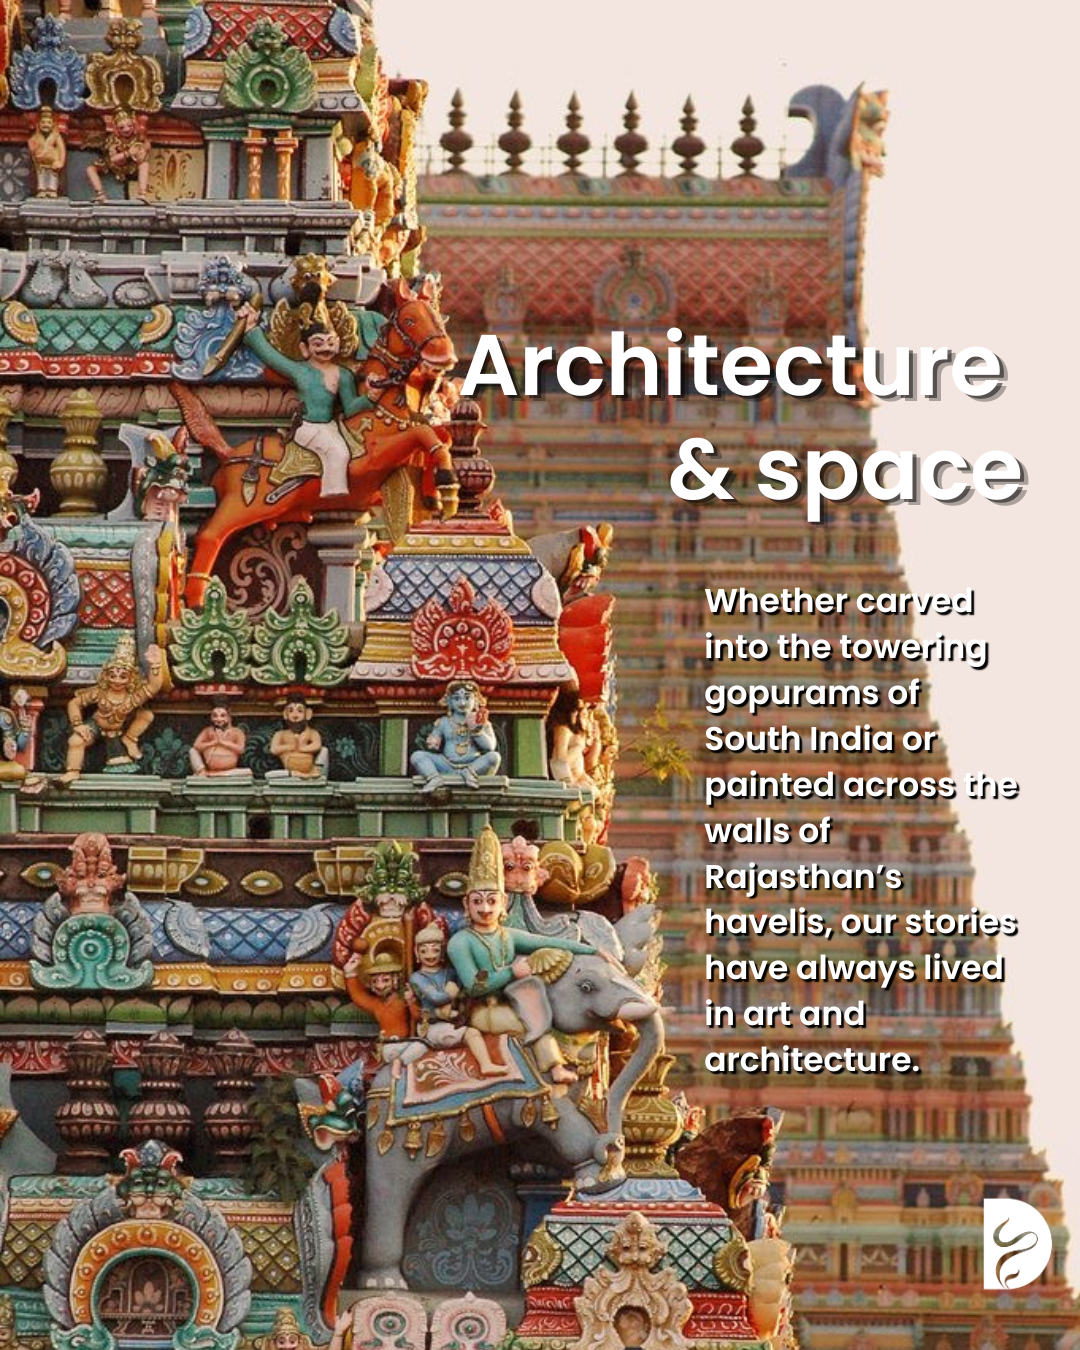 Architecture
& space
Whether carved
into the towering
gopurams of
South India or
painted across the
walls of
Rajasthan’s
havelis, our stories
have always lived
in art and
architecture.